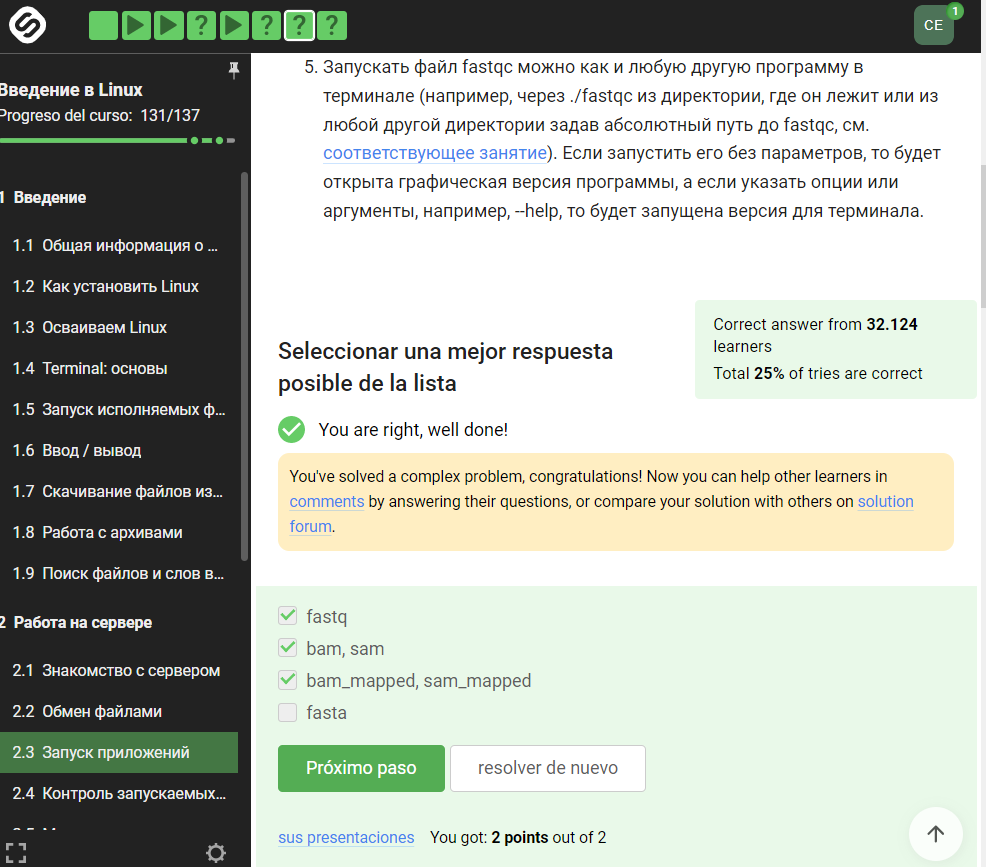 ?
?
?
?
CE
1
Введение в Linux
Progreso del curso: 131/137
1 Введение
1.1 Общая информация о ...
1.2 Как установить Linux
1.3 Осваиваем Linux
1.4 Terminal: основы
1.5 Запуск исполняемых ф...
1.6 Ввод / вывод
1.7 Скачивание файлов из...
1.8 Работа с архивами
1.9 Поиск файлов и слов в...
2 Работа на сервере
2.1 Знакомство с сервером
2.2 Обмен файлами
2.3 Запуск приложений
2.4 Контроль запускаемых...
5. Запускать файл fastqc можно как и любую другую программу в
терминале (например, через ./fastqc из директории, где он лежит или из
любой другой директории задав абсолютный путь до fastqc, см.
соответствующее занятие). Если запустить его без параметров, то будет
открыта графическая версия программы, а если указать опции или
аргументы, например, --help, то будет запущена версия для терминала.
Correct answer from 32.124
learners
Total 25% of tries are correct
Seleccionar una mejor respuesta
posible de la lista
You are right, well done!
You've solved a complex problem, congratulations! Now you can help other learners in
comments by answering their questions, or compare your solution with others on solution
forum.
fastq
bam, sam
bam_mapped, sam_mapped
fasta
Próximo paso
resolver de nuevo
sus presentaciones You got: 2 points out of 2